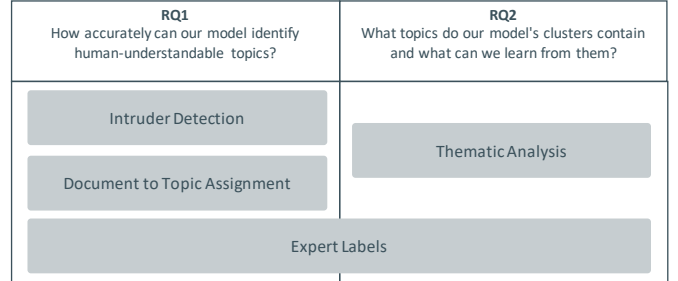 RQ1
How accurately can our model identify
human-understandable topics?
RQ2
What topics do our model's clusters contain
and what can we learn from them?
Intruder Detection
Document to Topic Assignment
Thematic Analysis
Expert Labels